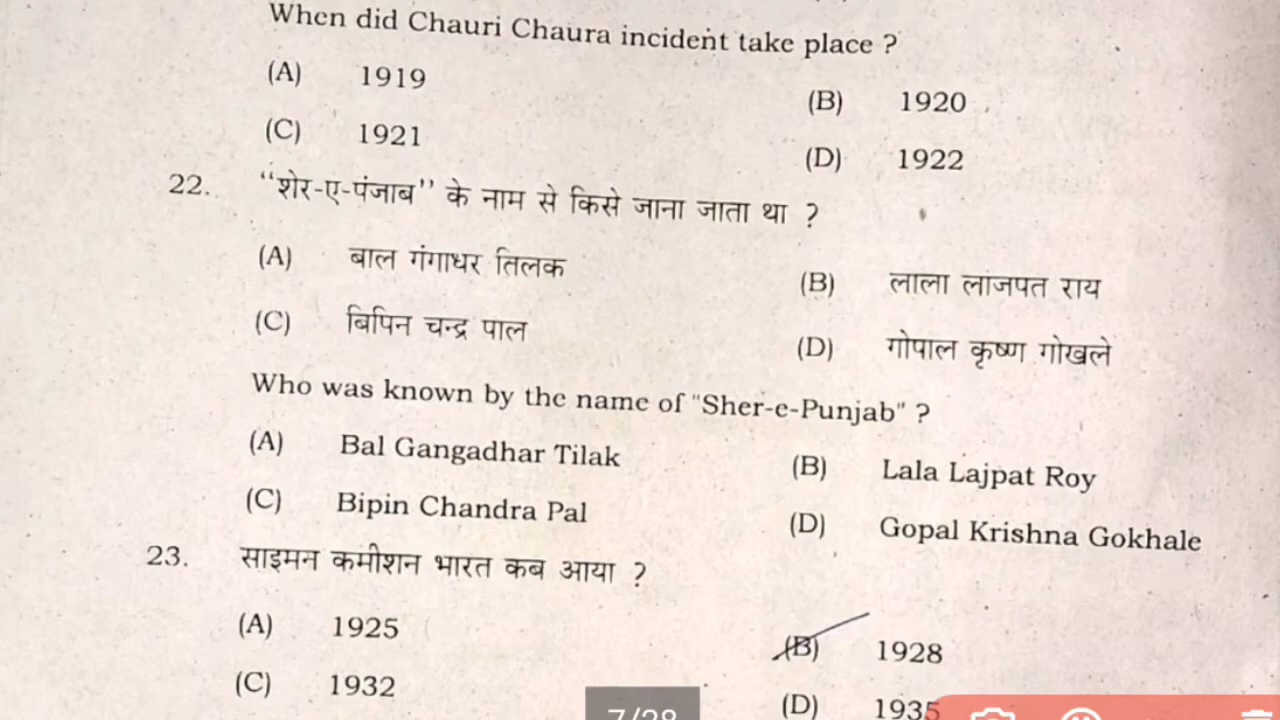 When did Chauri Chaura incident take place ?
(A) 1919
(B) 1920
(C) 1921
(D) 1922
22. “शेर-ए-पंजाब” के नाम से किसे जाना जाता था ?
(A) बाल गंगाधर तिलक
(B) लाला लाजपत राय
(C) बिपिन चन्द्र पाल
(D) गोपाल कृष्ण गोखले
Who was known by the name of "Sher-e-Punjab" ?
(A) Bal Gangadhar Tilak
(B) Lala Lajpat Roy
(C) Bipin Chandra Pal
(D) Gopal Krishna Gokhale
23. साइमन कमीशन भारत कब आया ?
(A) 1925
(B) 1928
(C) 1932
(D) 1935
7/28